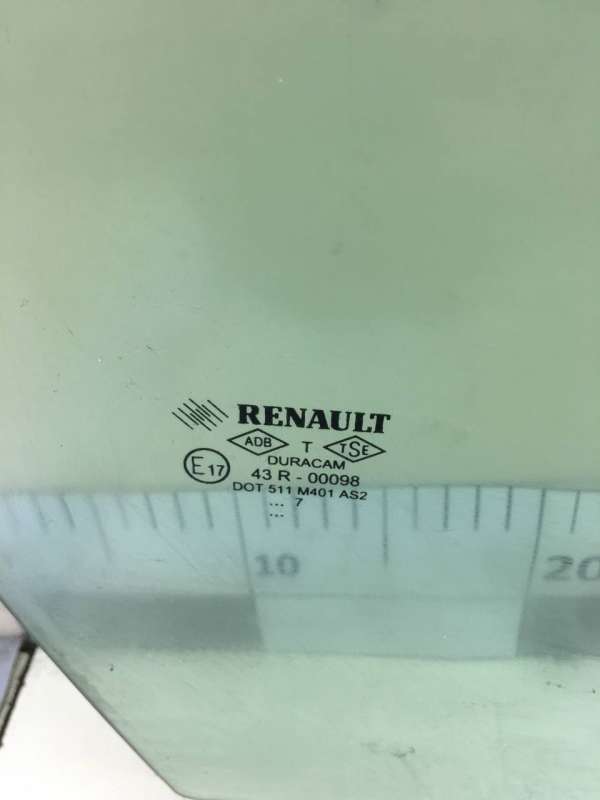 RENAULT
ADB T TSE
DURACAM
E17 43 R - 00098
DOT 511 M401 AS2
... 7
...
10 20